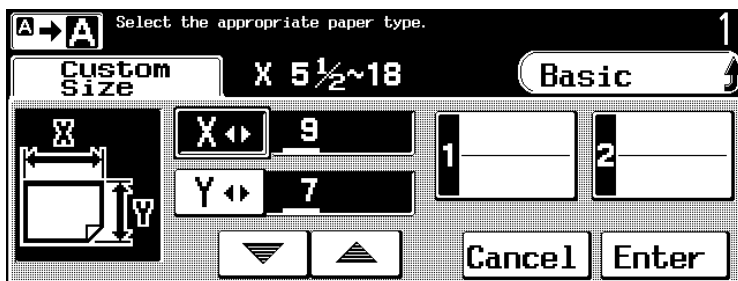 A→A Select the appropriate paper type. 1
Custom Size X 5½~18 Basic
X X 9 1 2
Y Y 7
Cancel Enter